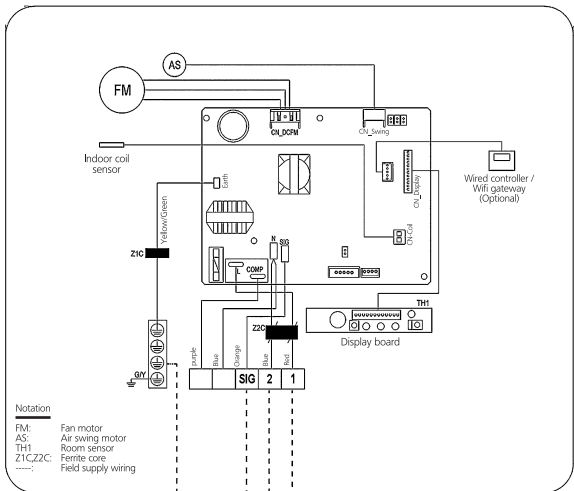 AS
FM
CN_DCFM
CN_Swing
Indoor coil
sensor
Earth
CN_Display
Wired controller /
Wifi gateway
(Optional)
Yellow/Green
CN-Coil
Z1C
N
SIG
L
COMP
TH1
Z2C
Display board
purple
Blue
Orange
Blue
Red
G/Y
SIG
2
1
Notation
FM: Fan motor
AS: Air swing motor
TH1 Room sensor
Z1C,Z2C: Ferrite core
-----: Field supply wiring